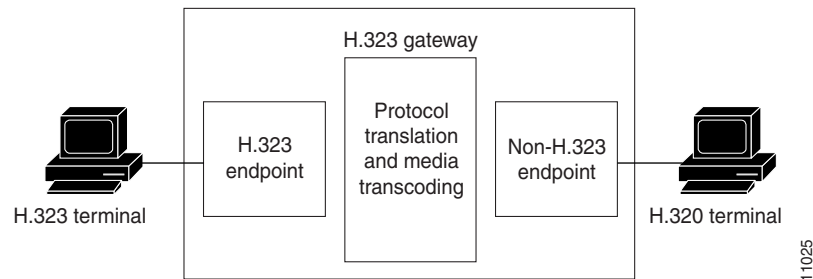 H.323 gateway
H.323 terminal
H.323
endpoint
Protocol
translation
and media
transcoding
Non-H.323
endpoint
H.320 terminal
11025